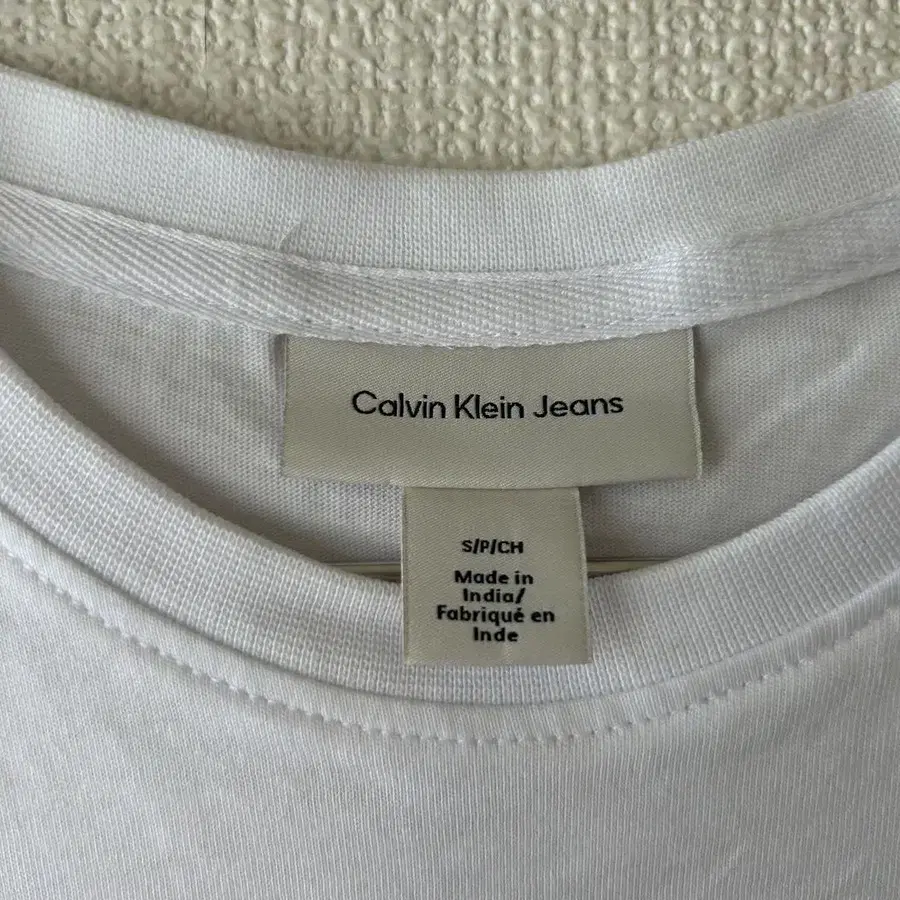 Calvin Klein Jeans
S/P/CH
Made in
India/
Fabriqué en
Inde